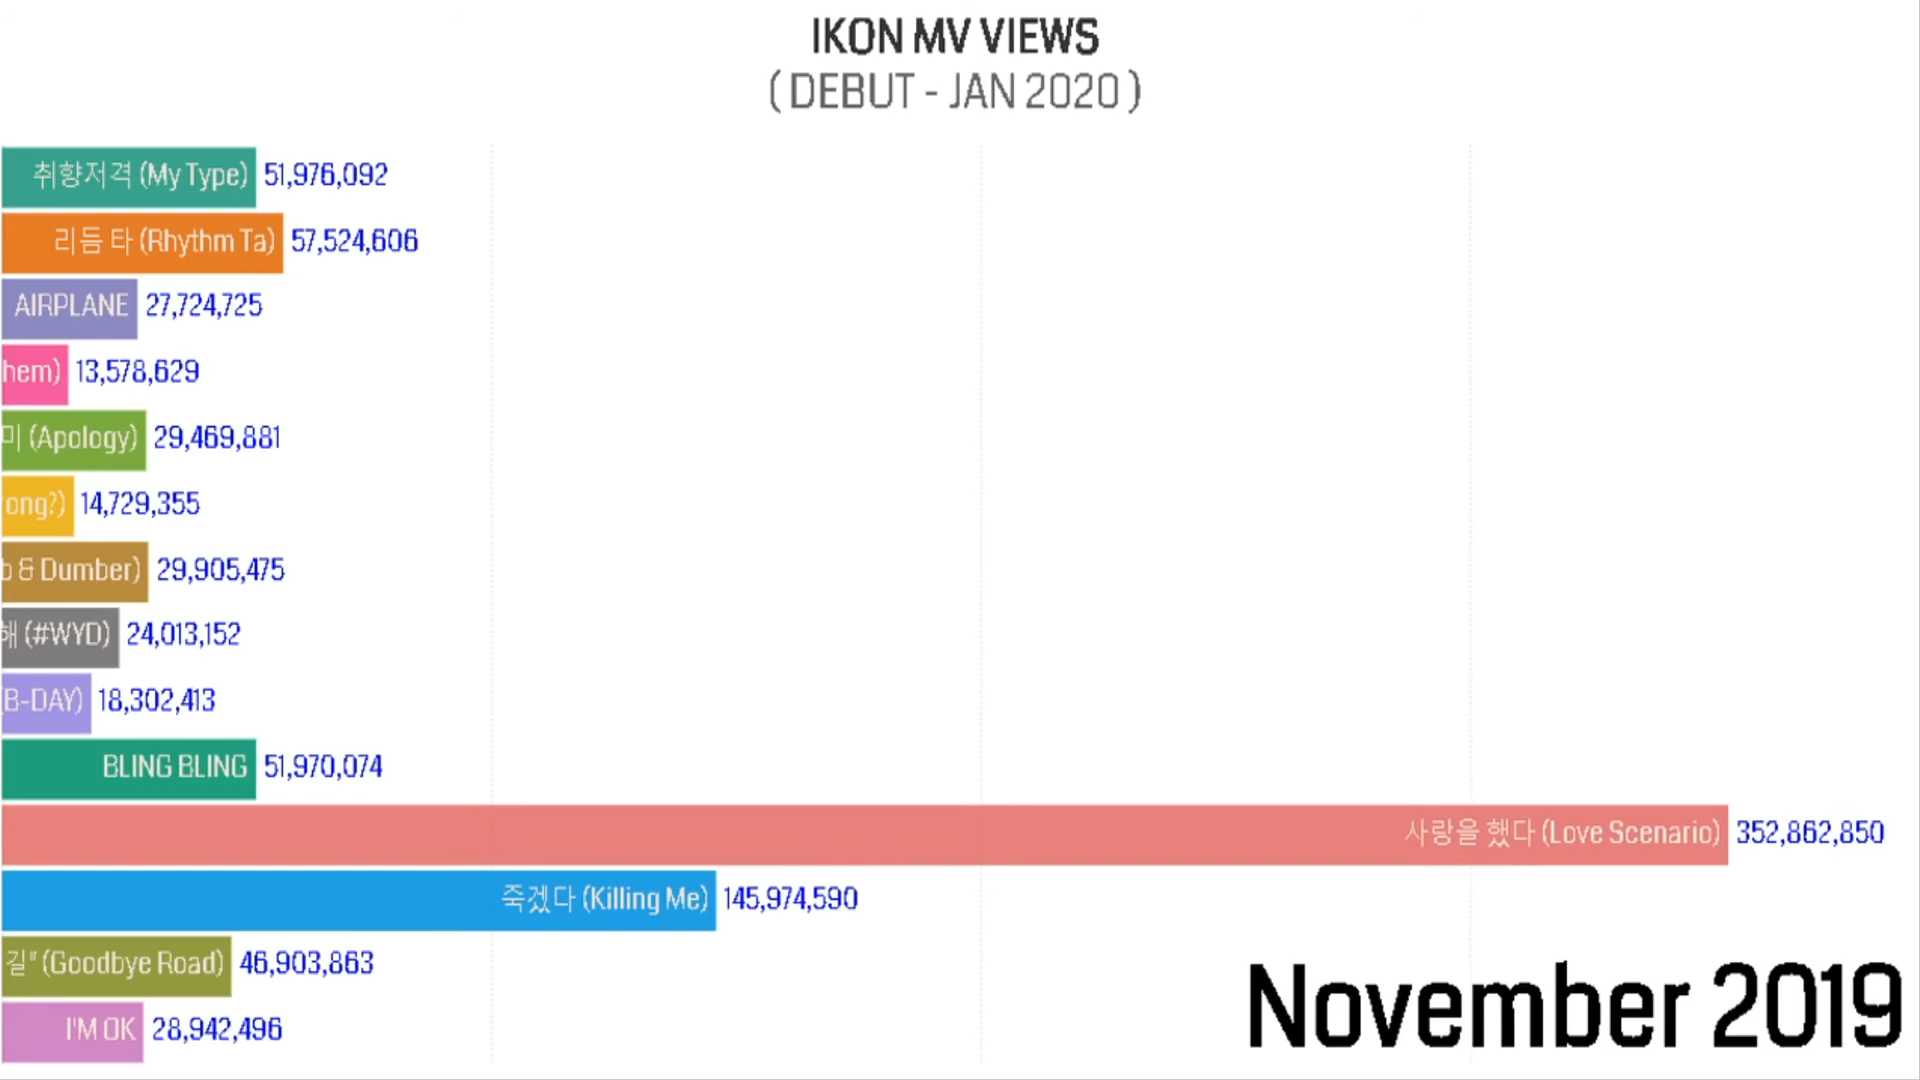 IKON MV VIEWS
( DEBUT - JAN 2020 )
취향저격 (My Type) 51,976,092
리듬 타 (Rhythm Ta) 57,524,606
AIRPLANE 27,724,725
hem) 13,578,629
미 (Apology) 29,469,881
ong?) 14,729,355
b & Dumber) 29,905,475
해 (#WYD) 24,013,152
(B-DAY) 18,302,413
BLING BLING 51,970,074
사랑을 했다 (Love Scenario) 352,862,850
죽겠다 (Killing Me) 145,974,590
길" (Goodbye Road) 46,903,863
I'M OK 28,942,496
November 2019